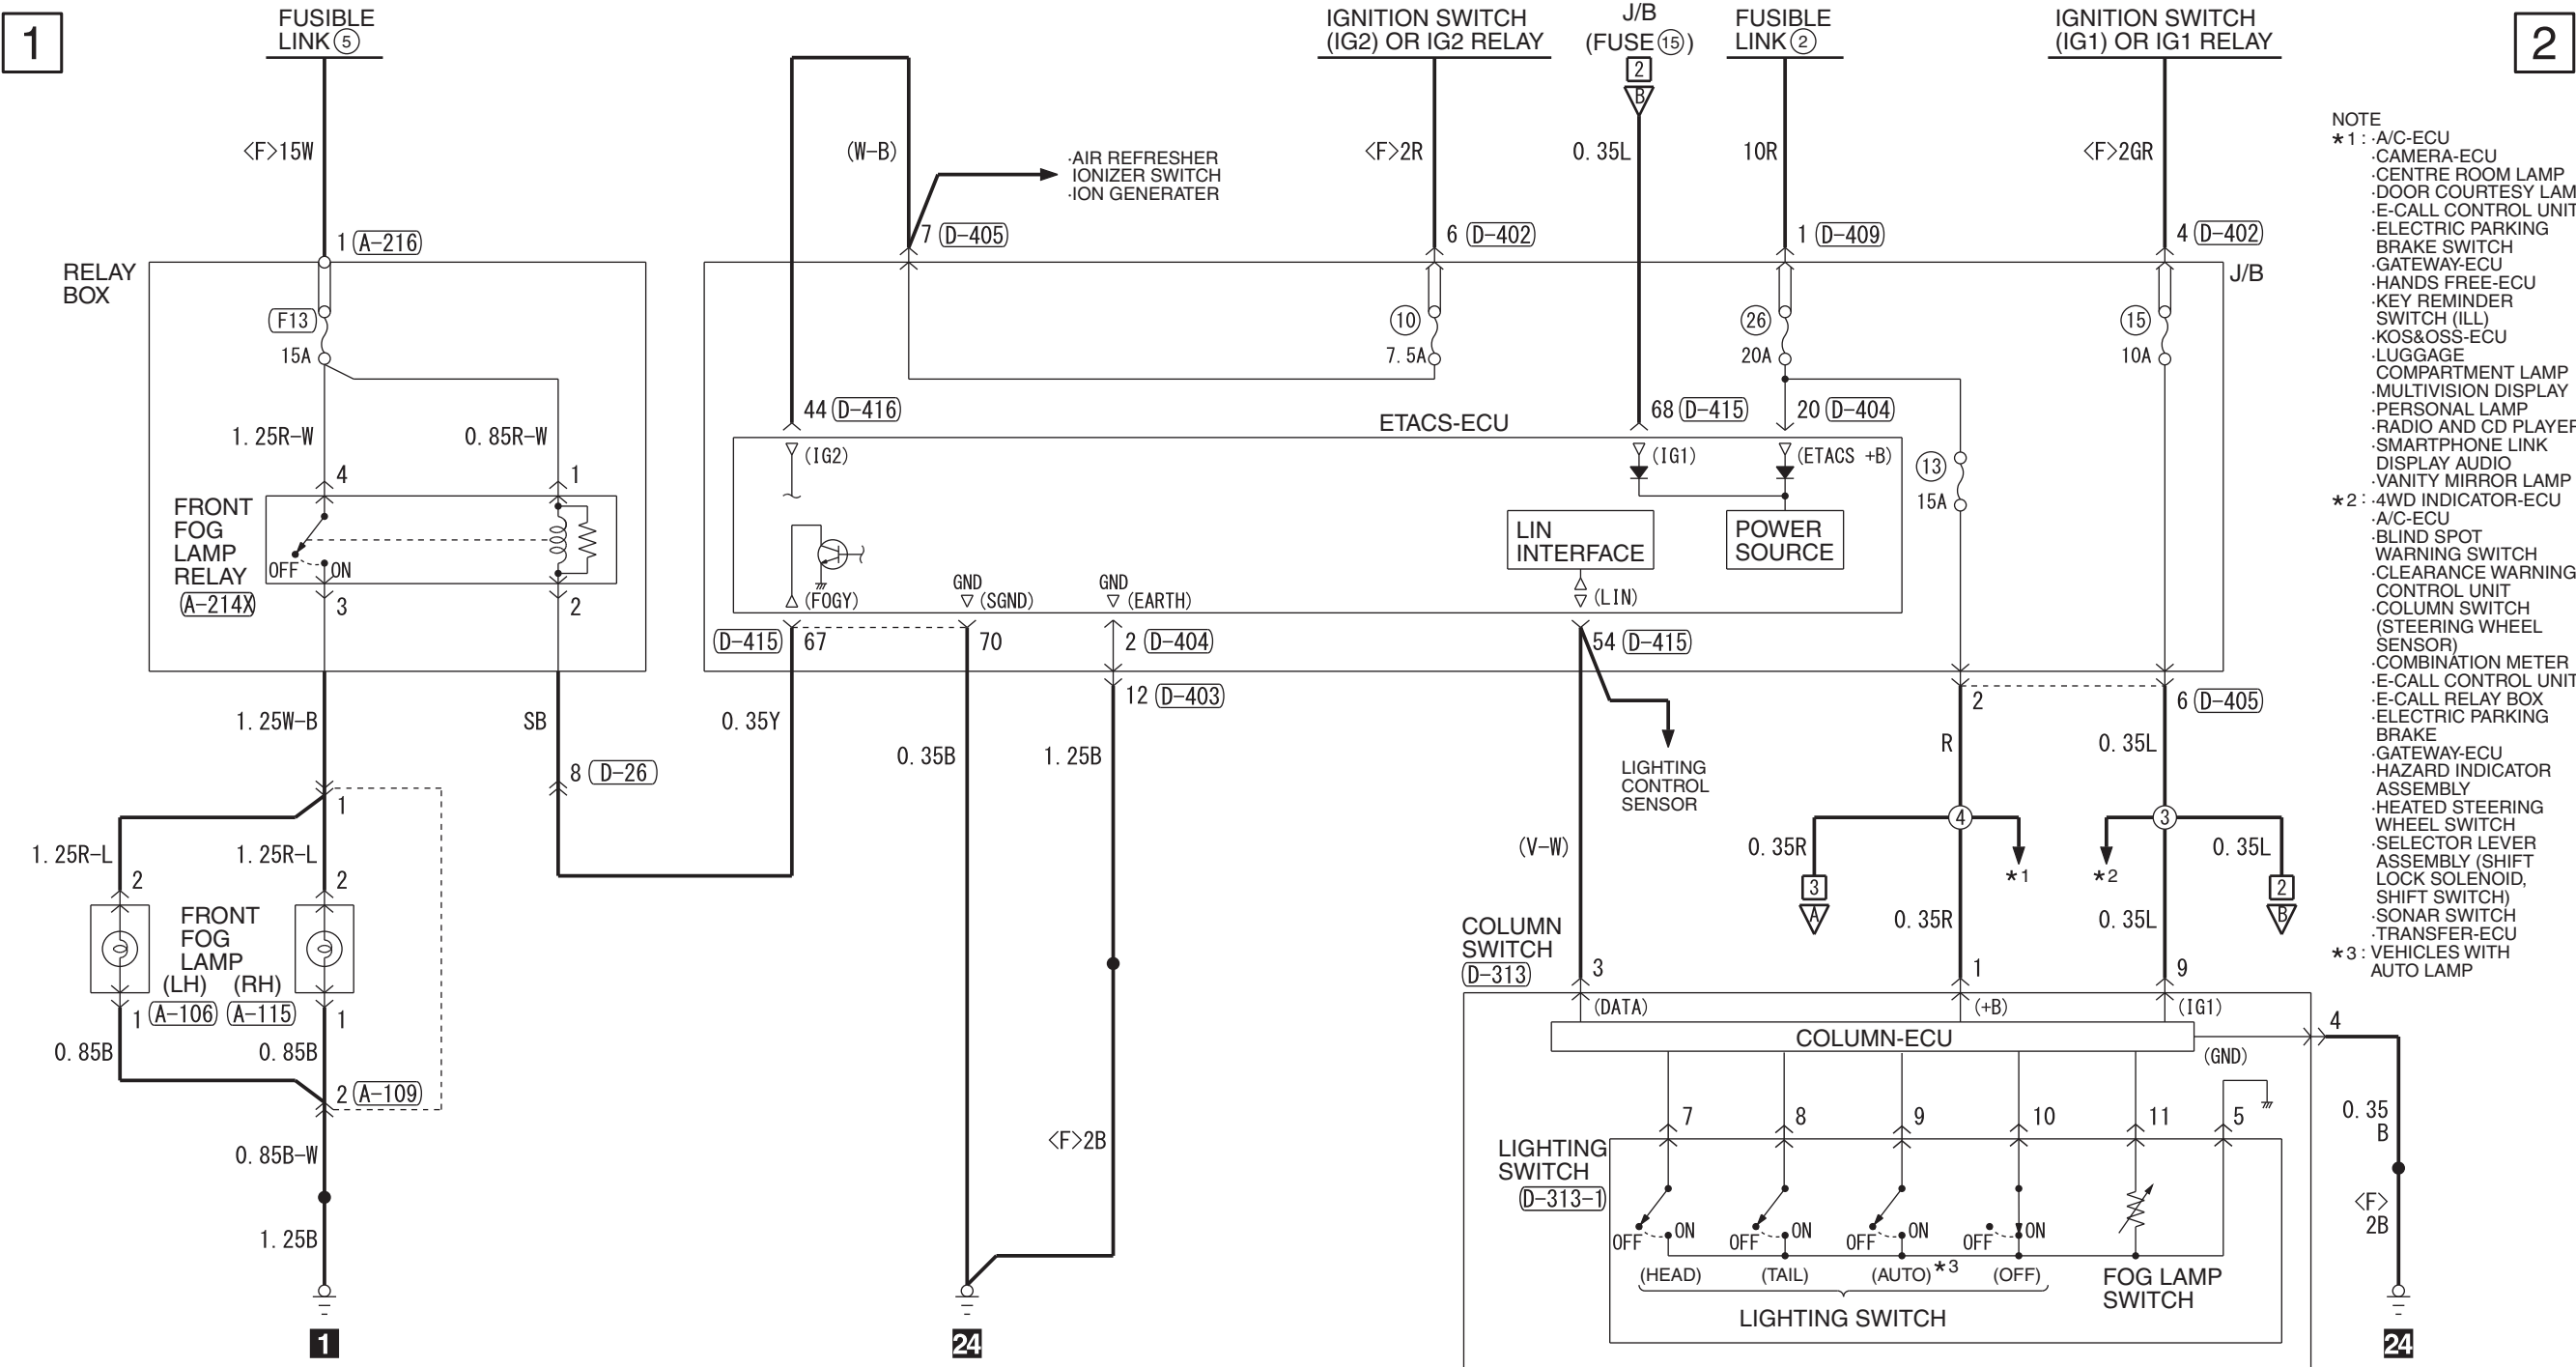 1
FUSIBLE
LINK ⑤
IGNITION SWITCH
(IG2) OR IG2 RELAY
J/B
(FUSE ⑮)
2
B
FUSIBLE
LINK ②
IGNITION SWITCH
(IG1) OR IG1 RELAY
2
<F>15W
(W-B)
·AIR REFRESHER
IONIZER SWITCH
·ION GENERATER
<F>2R
0.35L
10R
<F>2GR
1 (A-216)
7 (D-405)
6 (D-402)
1 (D-409)
4 (D-402)
RELAY
BOX
J/B
F13
15A
10
7.5A
26
20A
15
10A
1.25R-W
0.85R-W
44 (D-416)
ETACS-ECU
68 (D-415)
20 (D-404)
4
1
(IG2)
(IG1)
(ETACS +B)
13
15A
FRONT
FOG
LAMP
RELAY
(A-214X)
OFF
ON
LIN
INTERFACE
POWER
SOURCE
3
2
(FOGY)
GND
(SGND)
GND
(EARTH)
(LIN)
(D-415) 67
70
2 (D-404)
54 (D-415)
12 (D-403)
2
6 (D-405)
1.25W-B
SB
0.35Y
0.35B
1.25B
R
0.35L
8 (D-26)
LIGHTING
CONTROL
SENSOR
1
4
3
1.25R-L
1.25R-L
(V-W)
0.35R
*1
*2
0.35L
2
2
3
A
2
B
FRONT
FOG
LAMP
(LH) (RH)
(A-106) (A-115)
0.35R
0.35L
1
1
COLUMN
SWITCH
(D-313)
3
1
9
0.85B
0.85B
(DATA)
(+B)
(IG1)
COLUMN-ECU
4
(GND)
2 (A-109)
0.85B-W
<F>2B
7
8
9
10
11
5
0.35
B
LIGHTING
SWITCH
(D-313-1)
<F>
2B
1.25B
OFF
ON
OFF
ON
OFF
ON
OFF
ON
(HEAD)
(TAIL)
(AUTO) *3
(OFF)
FOG LAMP
SWITCH
LIGHTING SWITCH
1
24
24
NOTE
*1 : ·A/C-ECU
·CAMERA-ECU
·CENTRE ROOM LAMP
·DOOR COURTESY LAM
·E-CALL CONTROL UNIT
·ELECTRIC PARKING
BRAKE SWITCH
·GATEWAY-ECU
·HANDS FREE-ECU
·KEY REMINDER
SWITCH (ILL)
·KOS&OSS-ECU
·LUGGAGE
COMPARTMENT LAMP
·MULTIVISION DISPLAY
·PERSONAL LAMP
·RADIO AND CD PLAYER
·SMARTPHONE LINK
DISPLAY AUDIO
·VANITY MIRROR LAMP
*2 : ·4WD INDICATOR-ECU
·A/C-ECU
·BLIND SPOT
WARNING SWITCH
·CLEARANCE WARNING
CONTROL UNIT
·COLUMN SWITCH
(STEERING WHEEL
SENSOR)
·COMBINATION METER
·E-CALL CONTROL UNIT
·E-CALL RELAY BOX
·ELECTRIC PARKING
BRAKE
·GATEWAY-ECU
·HAZARD INDICATOR
ASSEMBLY
·HEATED STEERING
WHEEL SWITCH
·SELECTOR LEVER
ASSEMBLY (SHIFT
LOCK SOLENOID,
SHIFT SWITCH)
·SONAR SWITCH
·TRANSFER-ECU
*3 : VEHICLES WITH
AUTO LAMP